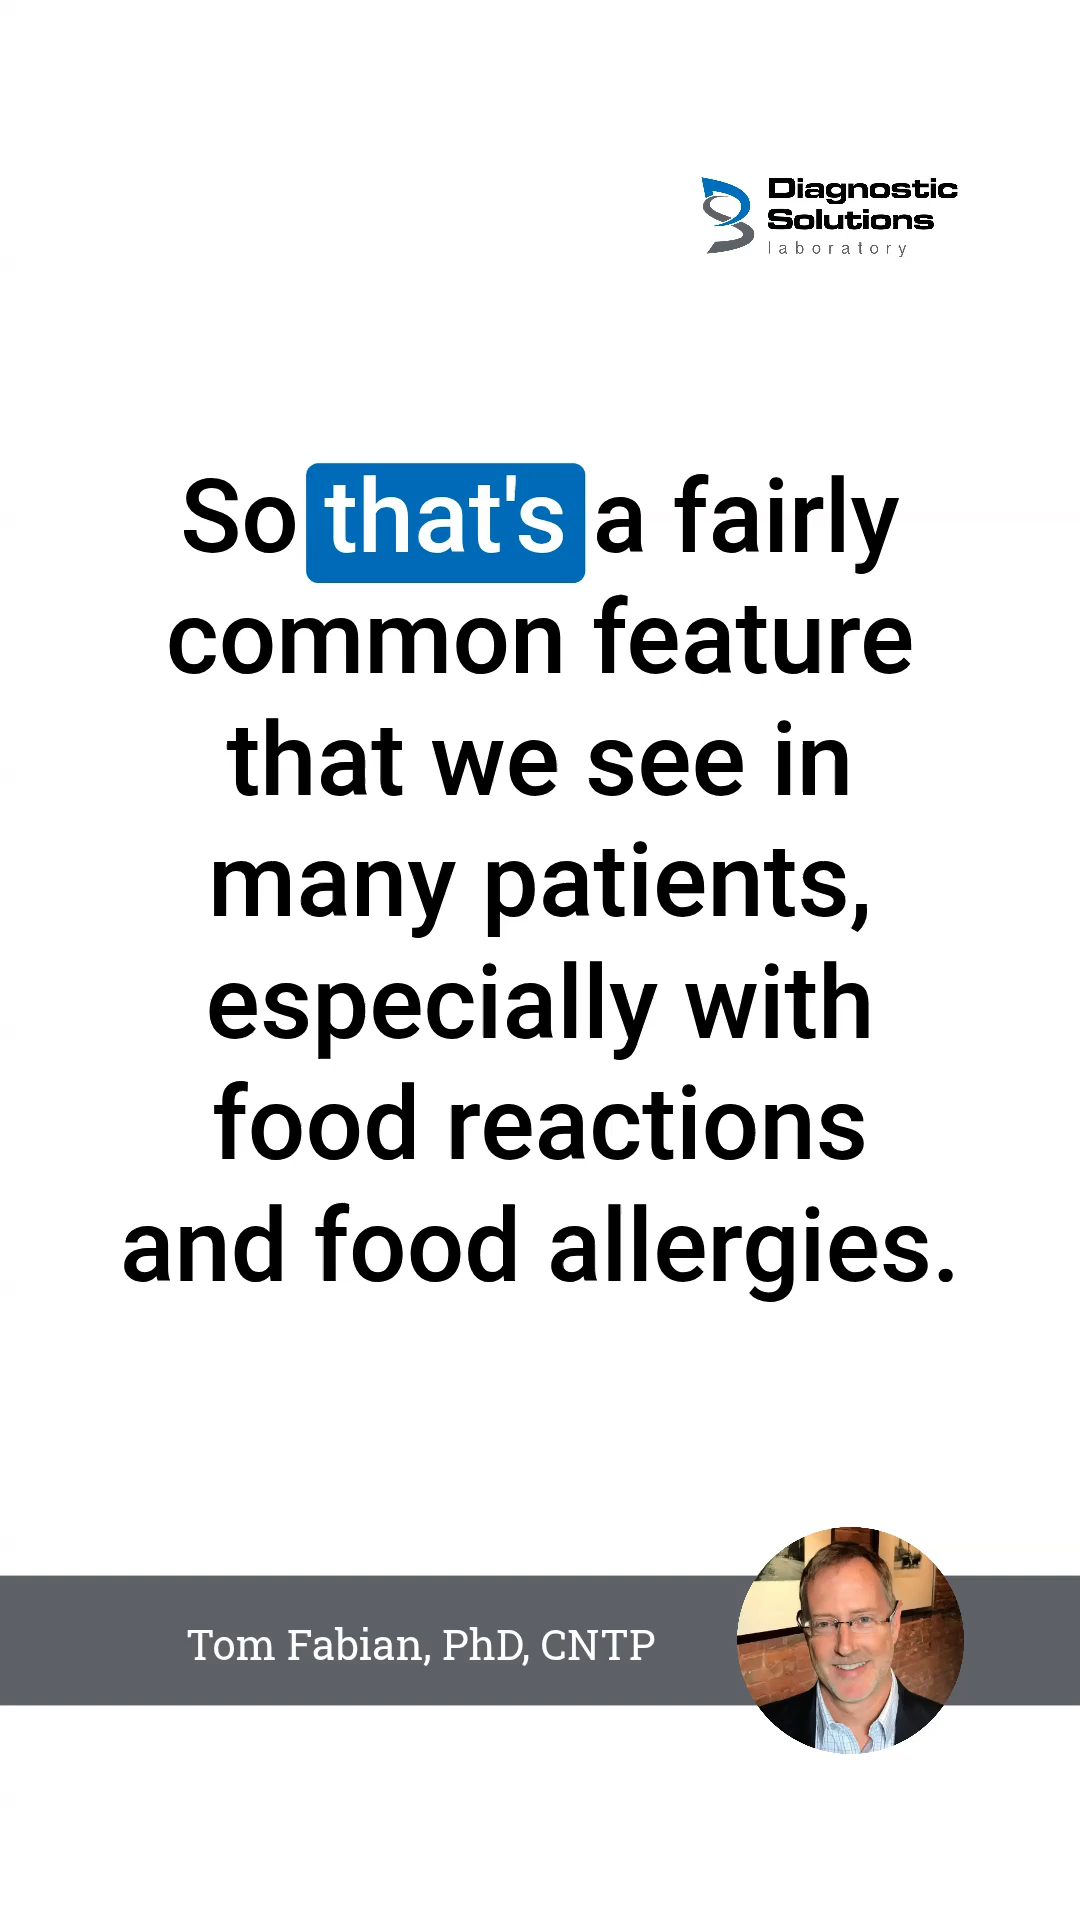 Diagnostic
Solutions
laboratory
So that's a fairly
common feature
that we see in
many patients,
especially with
food reactions
and food allergies.
Tom Fabian, PhD, CNTP